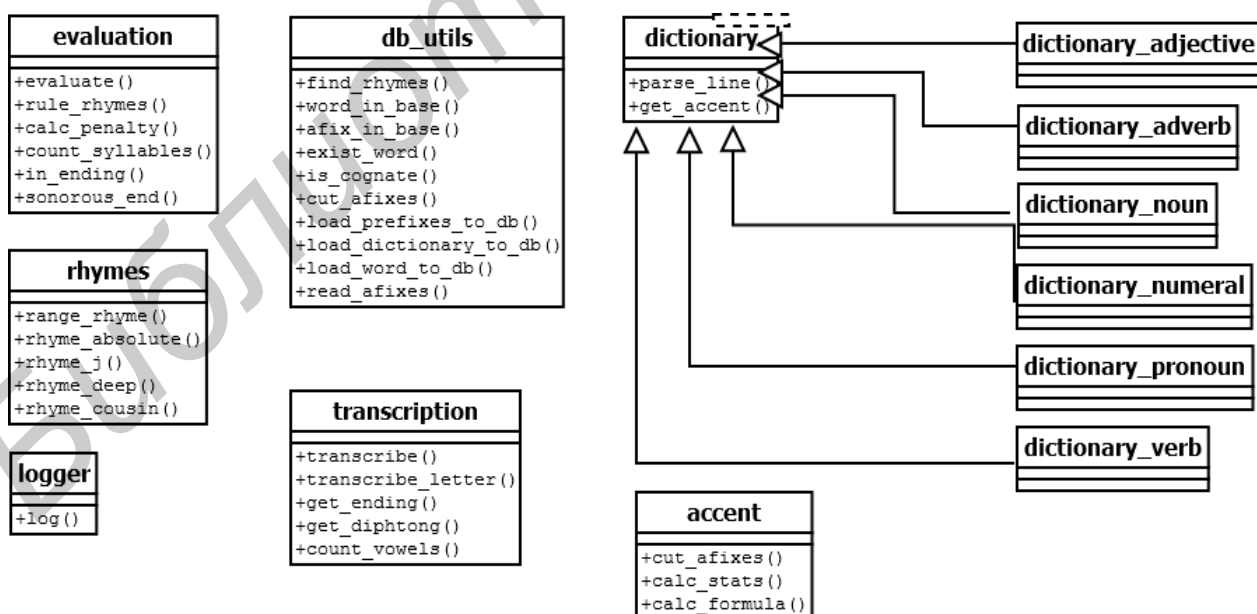 evaluation
+evaluate()
+rule_rhymes()
+calc_penalty()
+count_syllables()
+in_ending()
+sonorous_end()
rhymes
+range_rhyme()
+rhyme_absolute()
+rhyme_j()
+rhyme_deep()
+rhyme_cousin()
logger
+log()
db_utils
+find_rhymes()
+word_in_base()
+afix_in_base()
+exist_word()
+is_cognate()
+cut_afixes()
+load_prefixes_to_db()
+load_dictionary_to_db()
+load_word_to_db()
+read_afixes()
transcription
+transcribe()
+transcribe_letter()
+get_ending()
+get_diphtong()
+count_vowels()
dictionary
+parse_line()
+get_accent()
accent
+cut_afixes()
+calc_stats()
+calc_formula()
dictionary_adjective
dictionary_adverb
dictionary_noun
dictionary_numeral
dictionary_pronoun
dictionary_verb
Библиот